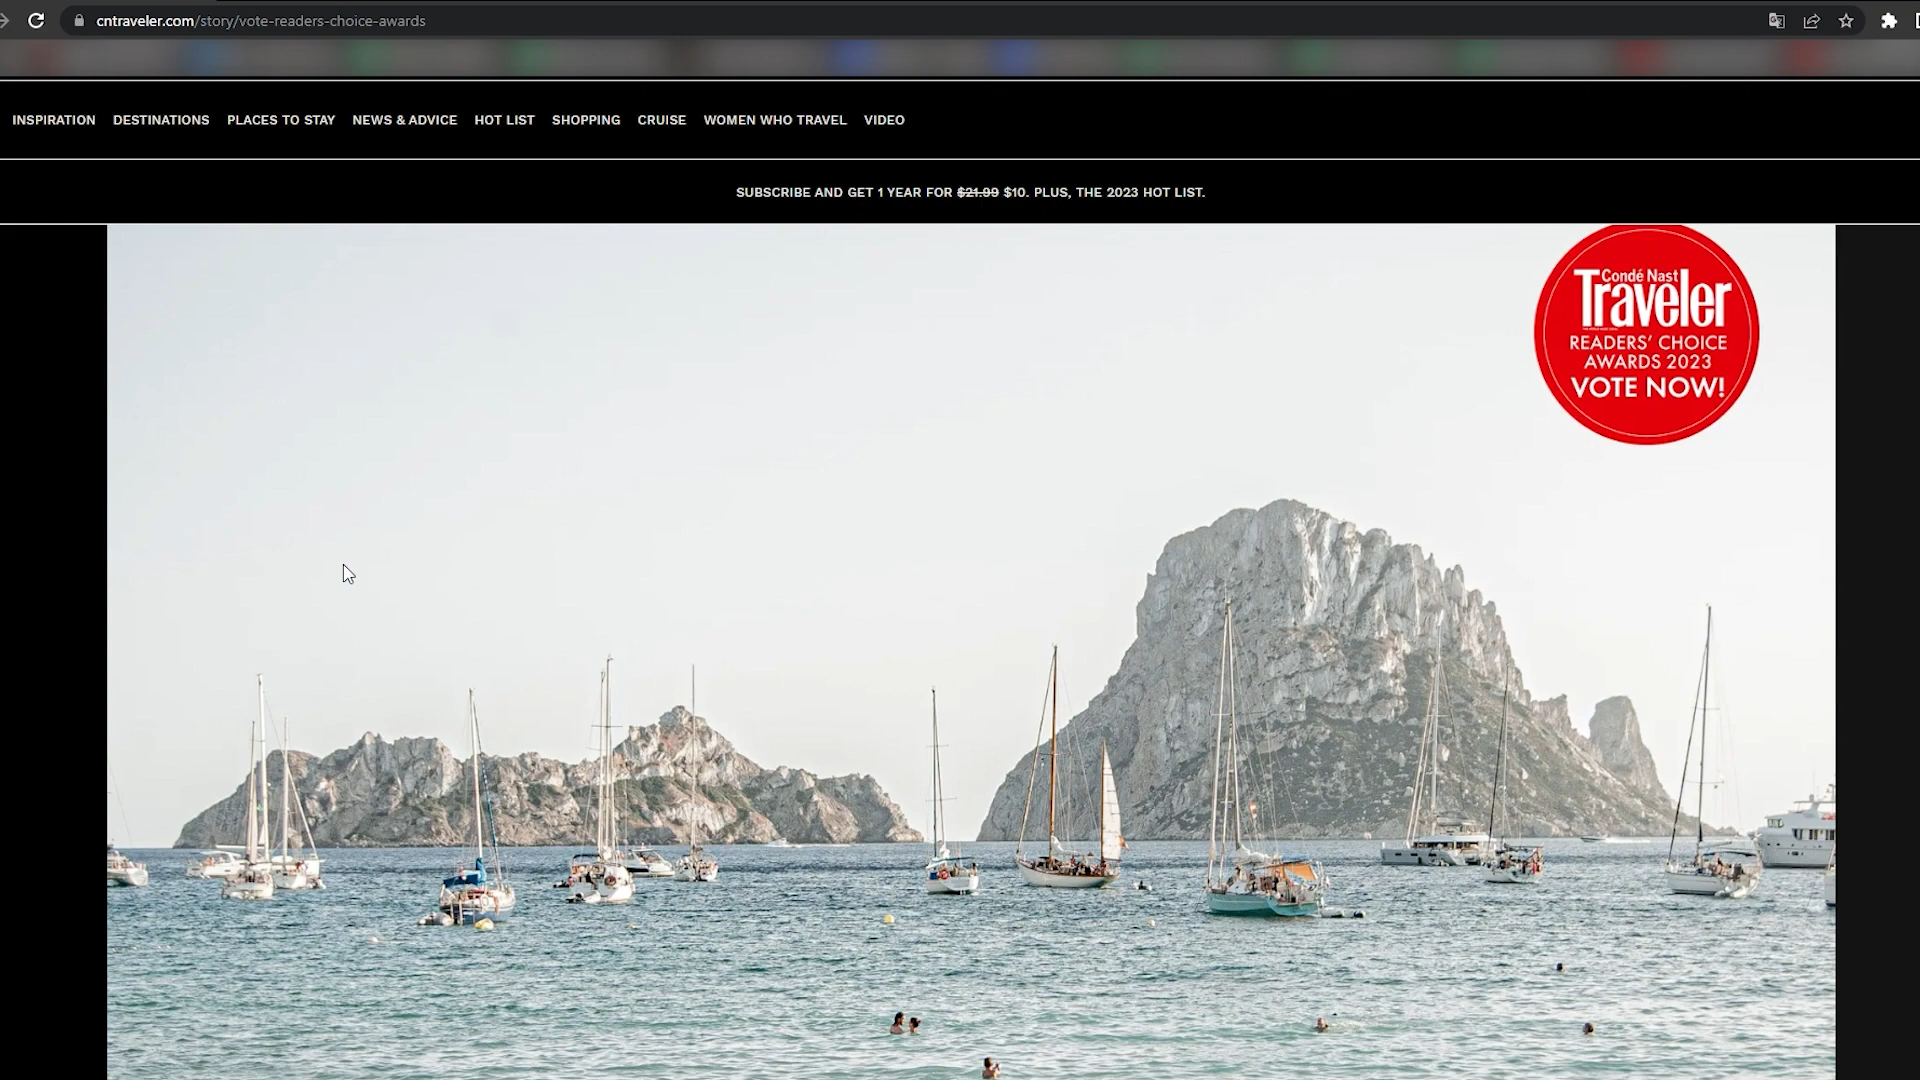 cntraveler.com/story/vote-readers-choice-awards
INSPIRATION DESTINATIONS PLACES TO STAY NEWS & ADVICE HOT LIST SHOPPING CRUISE WOMEN WHO TRAVEL VIDEO
SUBSCRIBE AND GET 1 YEAR FOR $21.99 $10. PLUS, THE 2023 HOT LIST.
Condé Nast
Traveler
READERS’ CHOICE
AWARDS 2023
VOTE NOW!